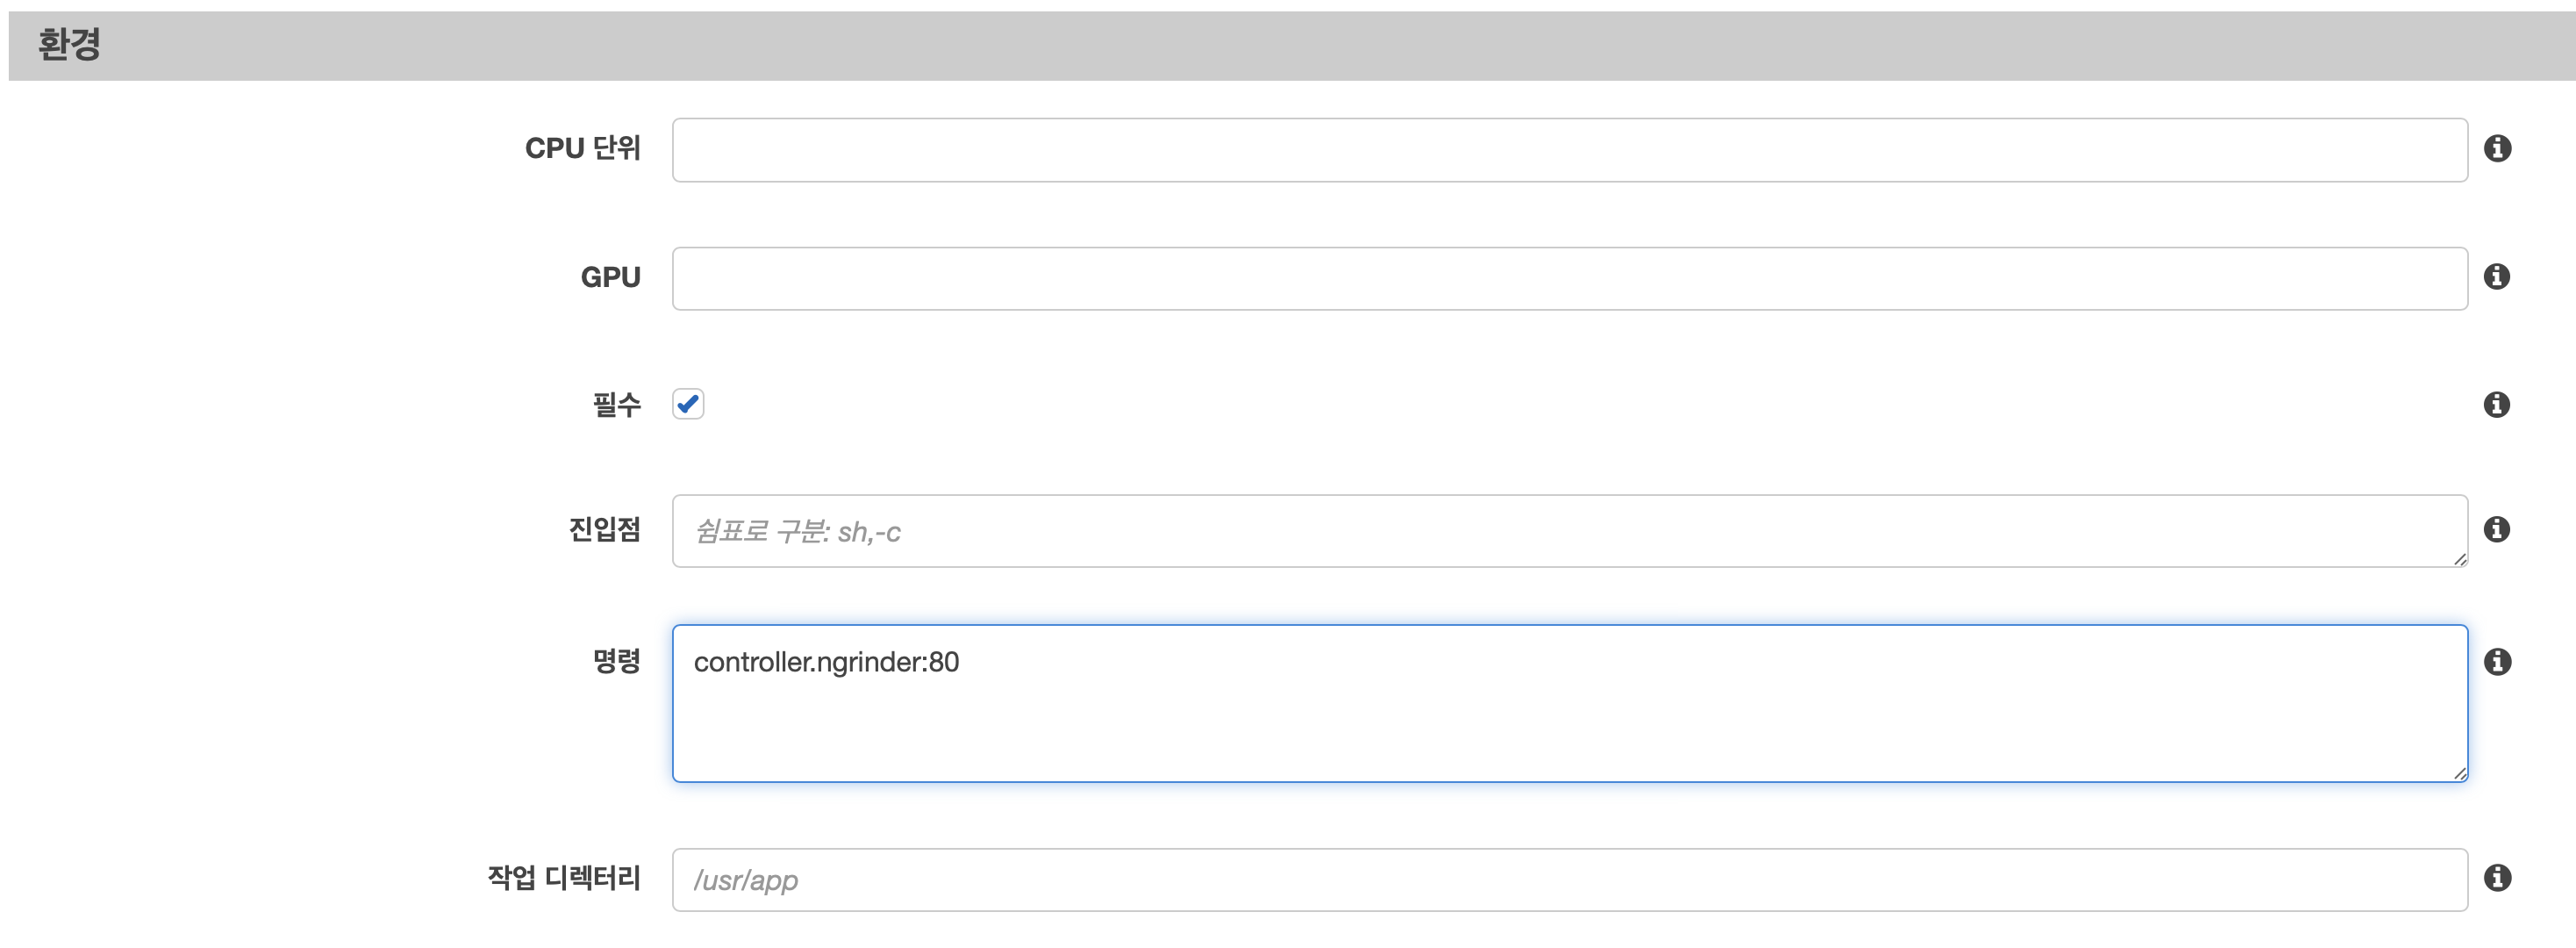 환경
CPU 단위
GPU
필수
진입점
쉼표로 구분: sh,-c
명령
controller.ngrinder:80
작업 디렉터리
/usr/app